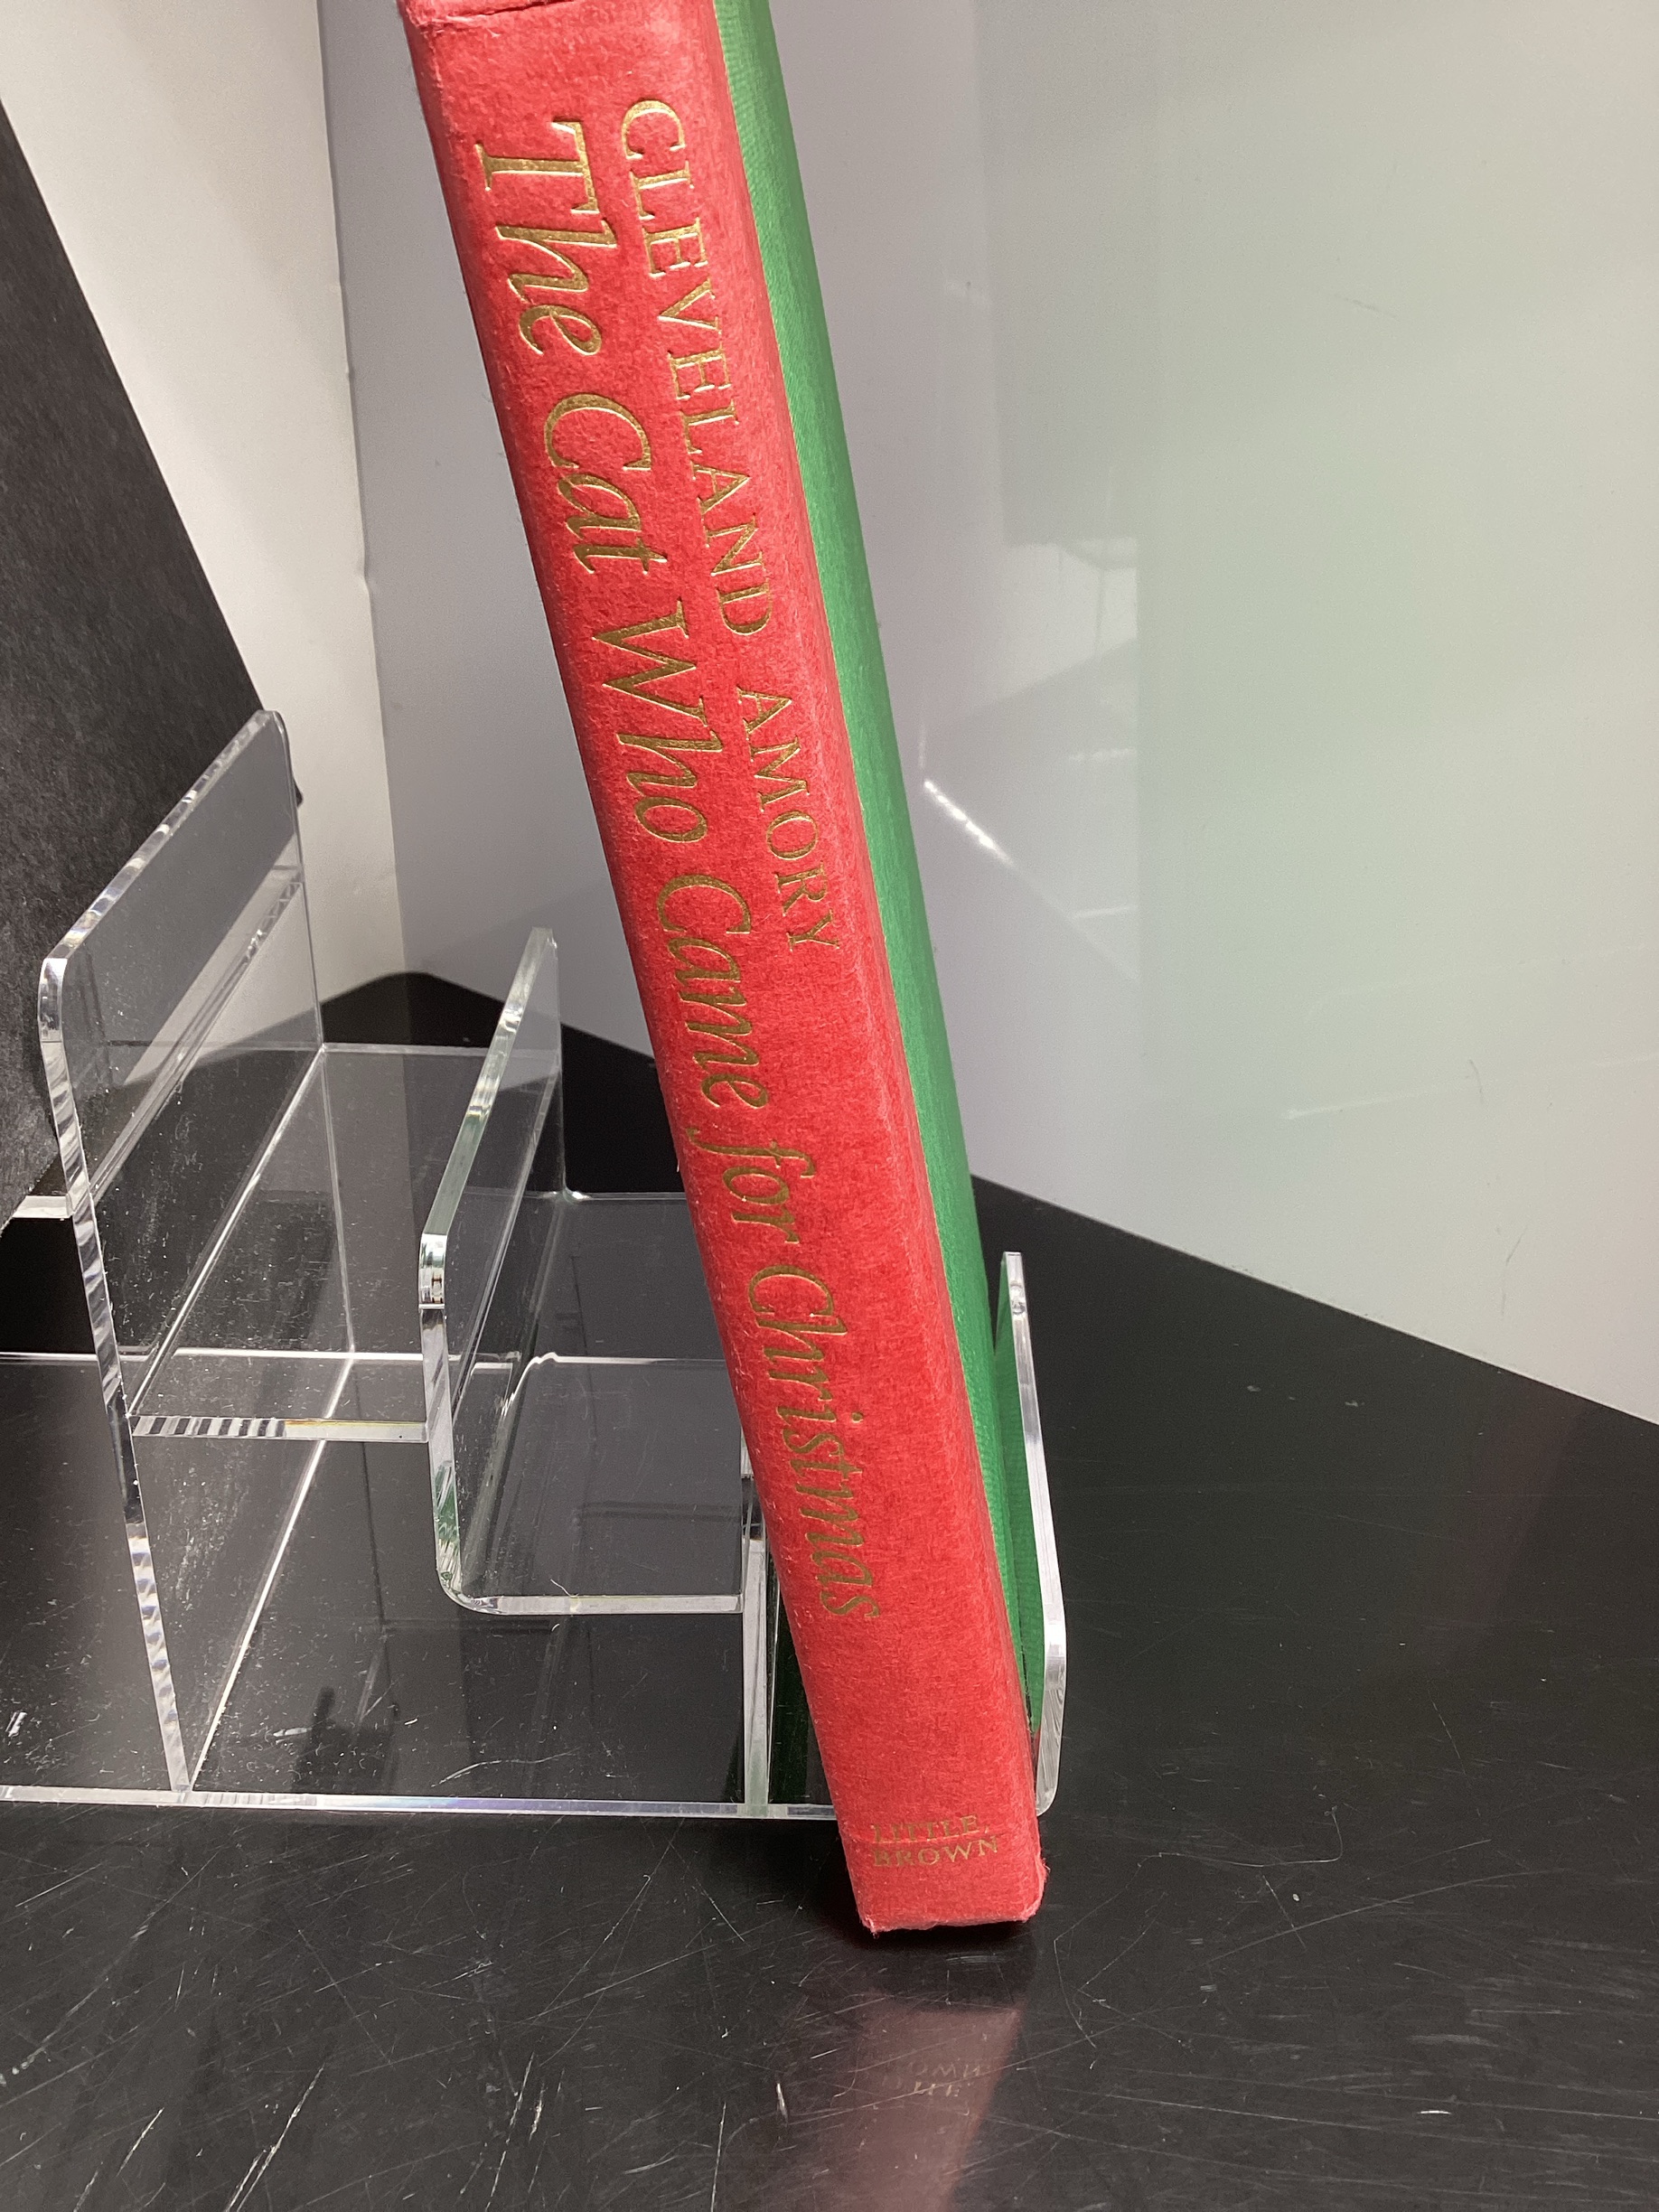 CLEVELAND AMORY
The Cat Who Came for Christmas
LITTLE,
BROWN